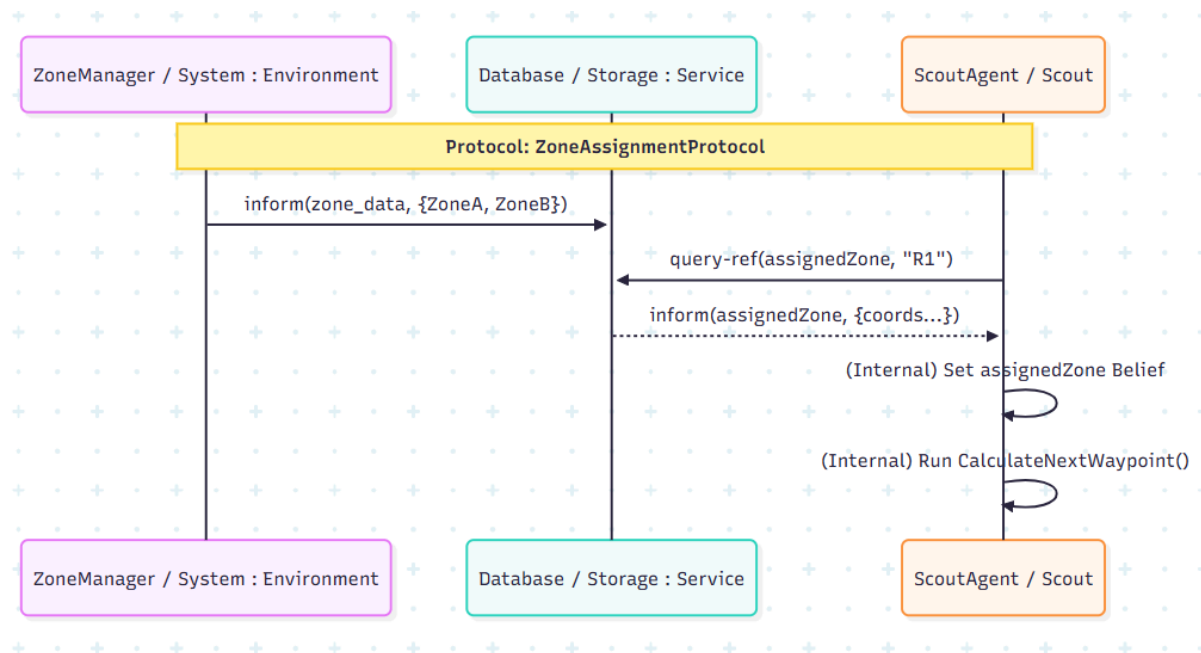 ZoneManager / System : Environment
Database / Storage : Service
ScoutAgent / Scout
Protocol: ZoneAssignmentProtocol
inform(zone_data, {ZoneA, ZoneB})
query-ref(assignedZone, "R1")
inform(assignedZone, {coords...})
(Internal) Set assignedZone Belief
(Internal) Run CalculateNextWaypoint()
ZoneManager / System : Environment
Database / Storage : Service
ScoutAgent / Scout